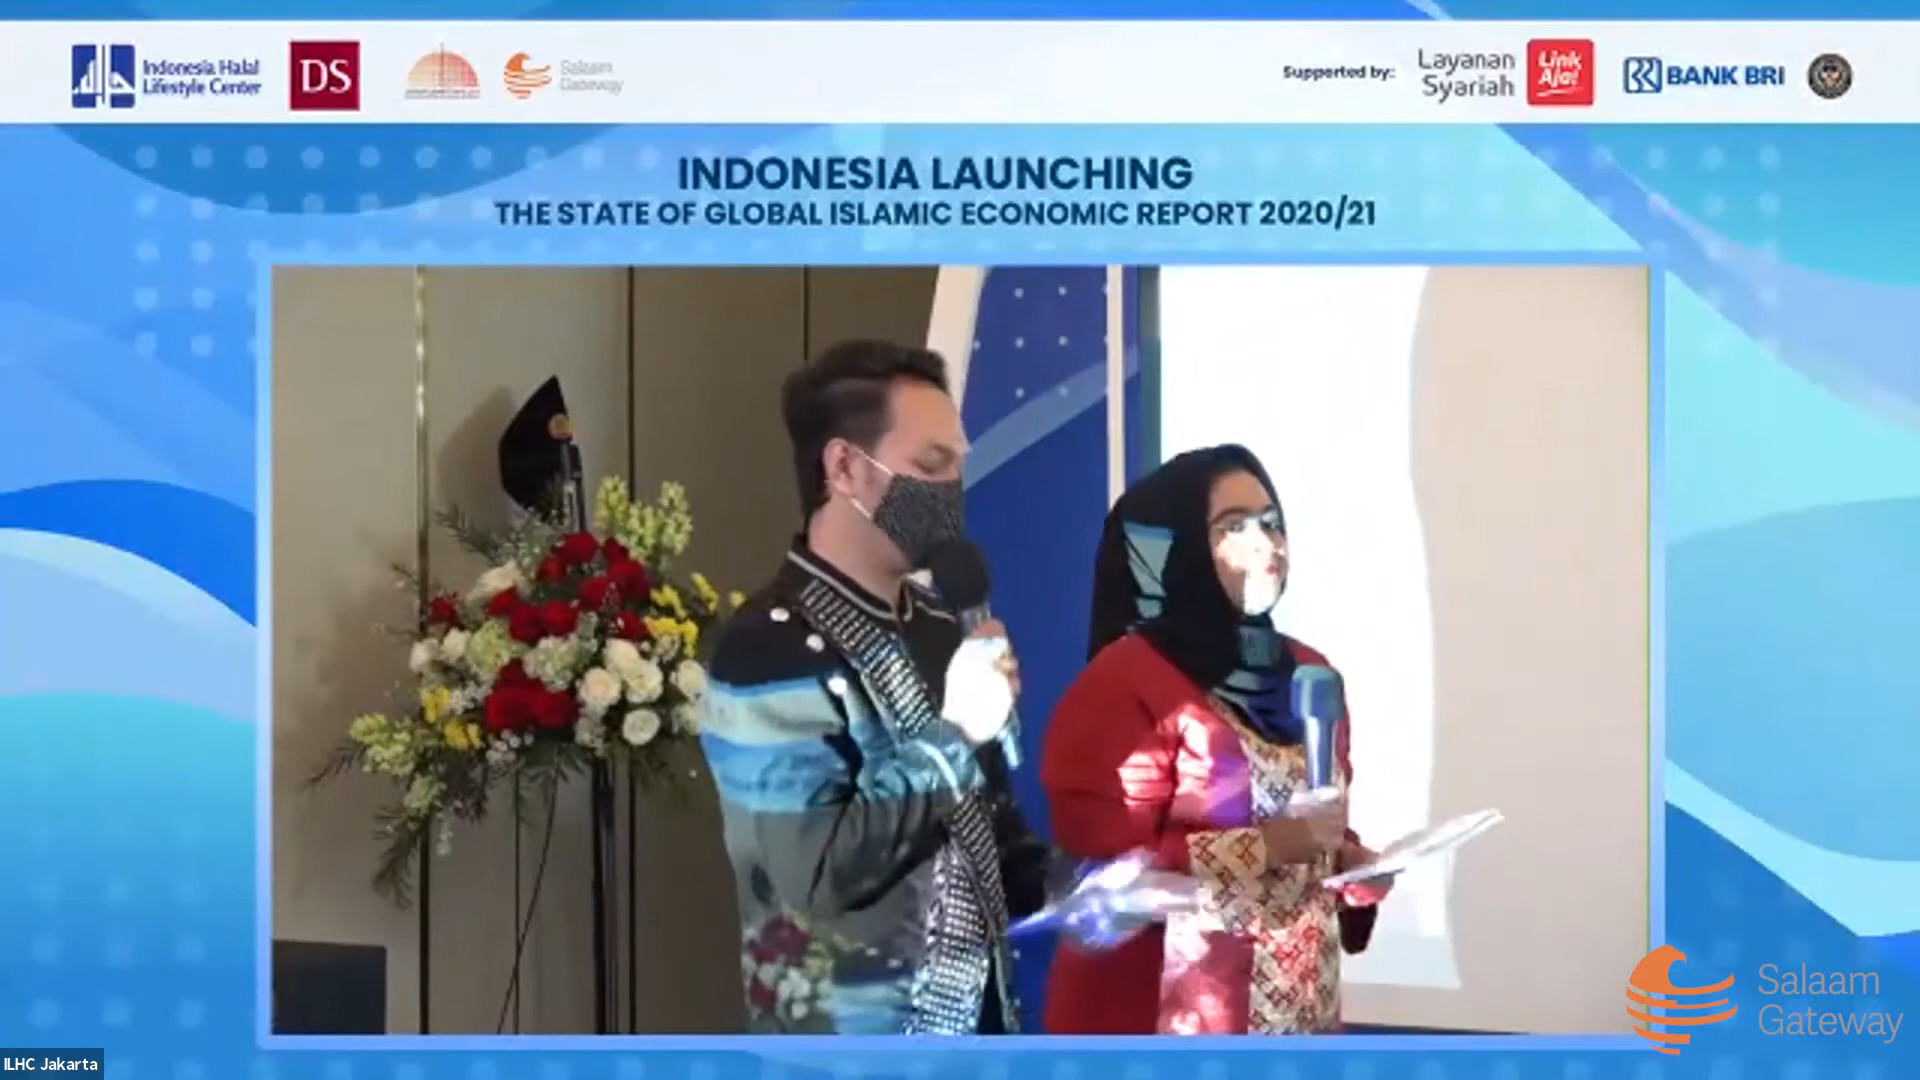 Indonesia Halal
Lifestyle Center
DS
Salaam
Gateway
Supported by:
Layanan
Syariah
Link
Aja!
BANK BRI
INDONESIA LAUNCHING
THE STATE OF GLOBAL ISLAMIC ECONOMIC REPORT 2020/21
Salaam
Gateway
ILHC Jakarta